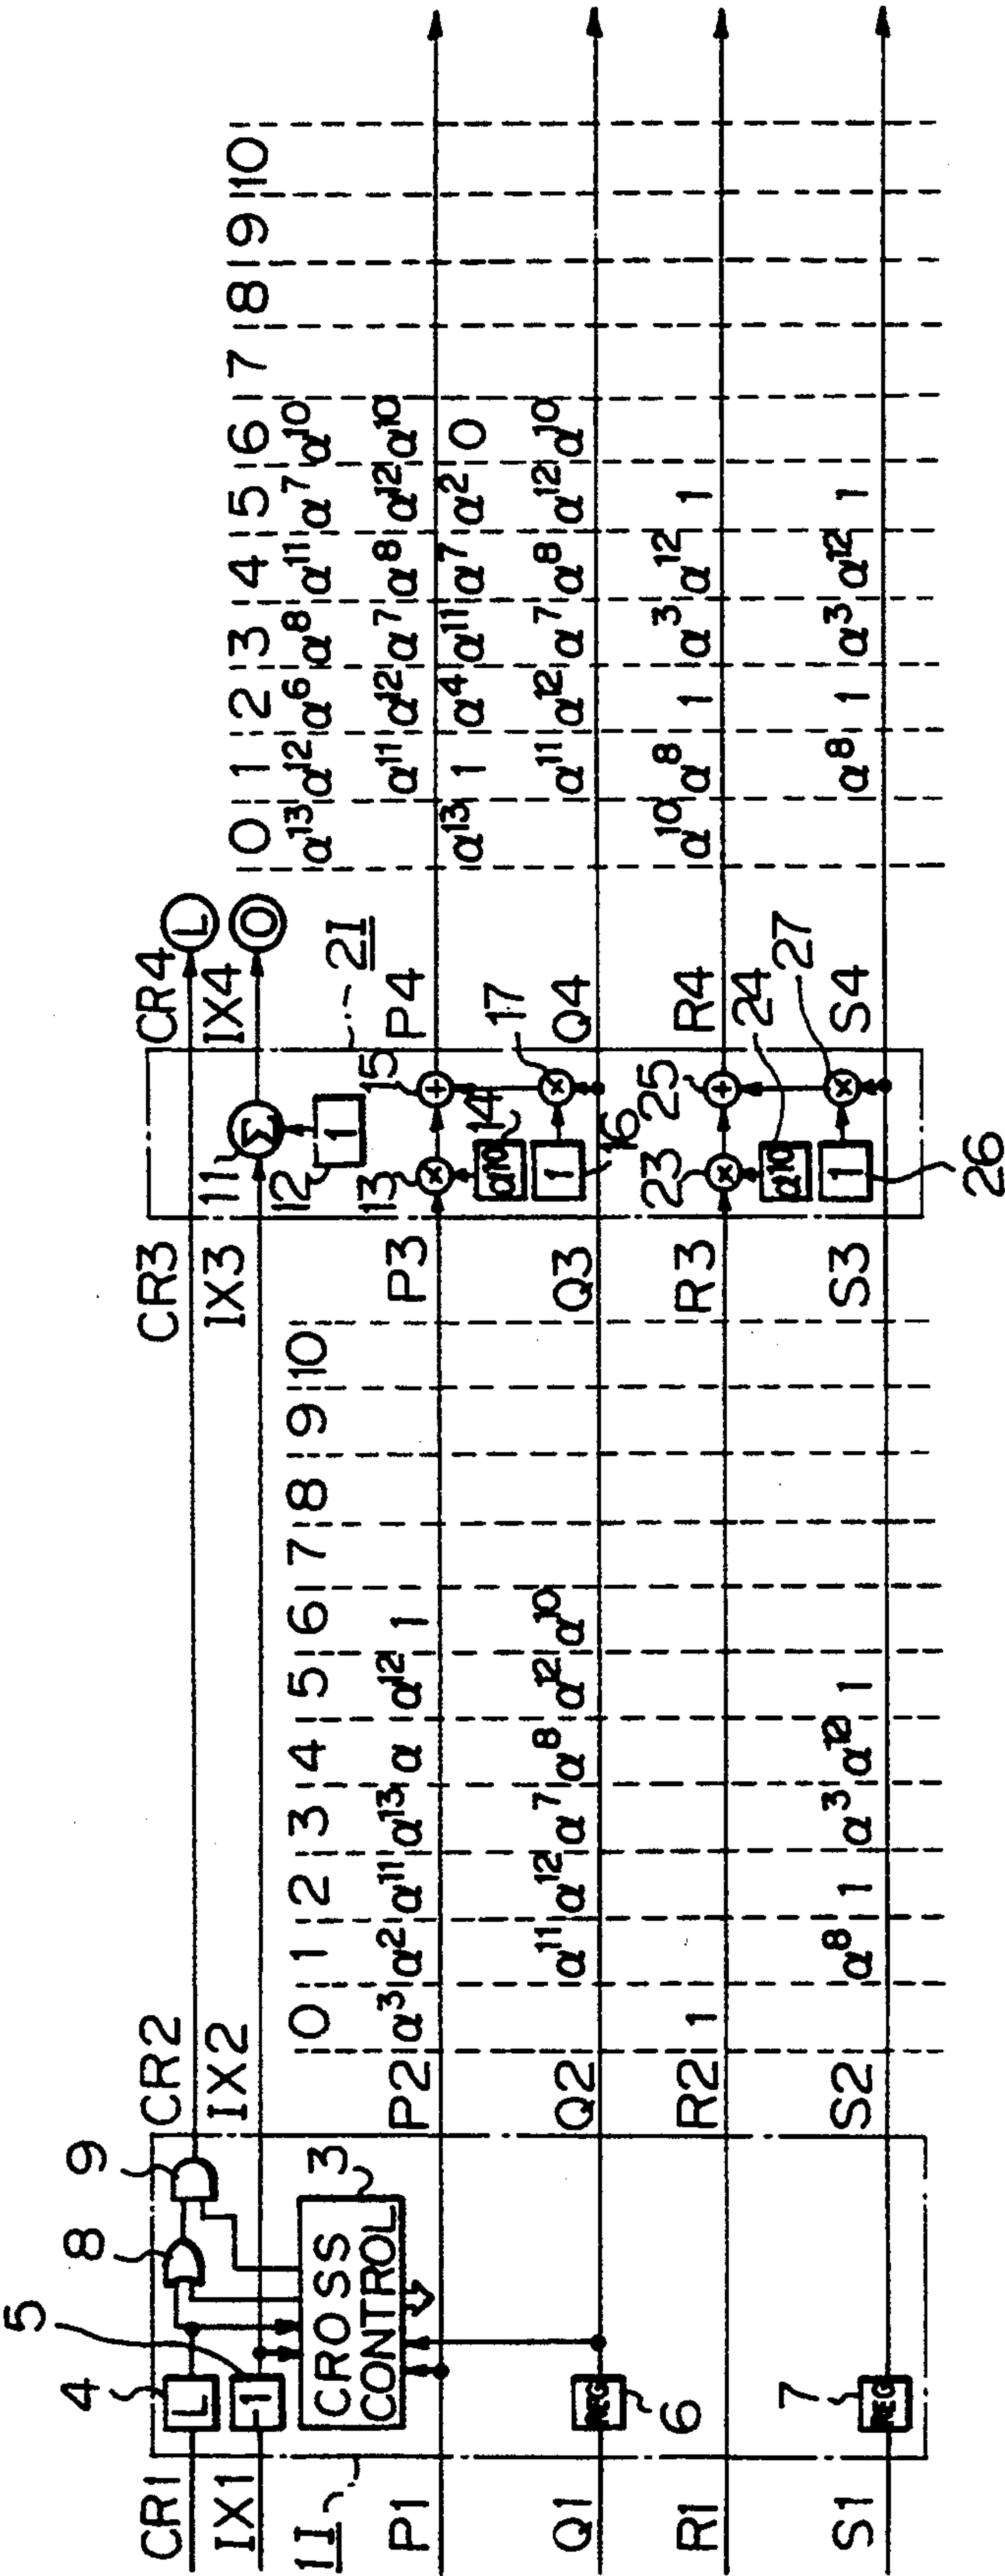 CR1
IX1
11
P1
Q1
R1
S1
4
5
8
9
L
-1
CROSS
CONTROL
3
REG
6
REG
7
CR2
IX2
0 1 2 3 4 5 6 7 8 9 10
P2 α³ α² α¹¹ α¹³ α α¹² 1
Q2 α¹¹ α¹² α⁷ α⁸ α¹² α¹⁰
R2 1
S2 α⁸ 1 α³ α¹² 1
CR3
IX3
P3
Q3
R3
S3
11
Σ
12
1
13
×
+
15
14
α¹⁰
1
16
×
17
23
×
+
25
24
α¹⁰
1
26
×
27
CR4
L
IX4
0
21
P4
Q4
R4
S4
0 1 2 3 4 5 6 7 8 9 10
α¹³ α¹² α⁶ α⁸ α¹¹ α⁷ α¹⁰
α¹¹ α¹² α⁷ α⁸ α¹² α¹⁰
α¹³ 1 α⁴ α¹¹ α⁷ α² 0
α¹¹ α¹² α⁷ α⁸ α¹² α¹⁰
α¹⁰ α⁸ 1 α³ α¹² 1
α⁸ 1 α³ α¹² 1